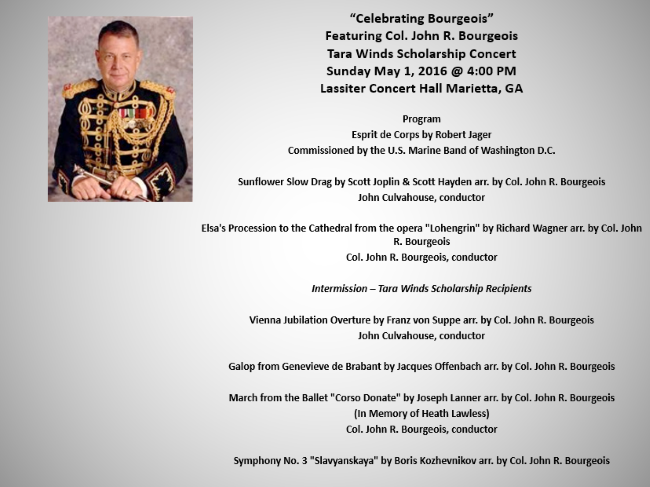 “Celebrating Bourgeois”
Featuring Col. John R. Bourgeois
Tara Winds Scholarship Concert
Sunday May 1, 2016 @ 4:00 PM
Lassiter Concert Hall Marietta, GA
Program
Esprit de Corps by Robert Jager
Commissioned by the U.S. Marine Band of Washington D.C.
Sunflower Slow Drag by Scott Joplin & Scott Hayden arr. by Col. John R. Bourgeois
John Culvahouse, conductor
Elsa's Procession to the Cathedral from the opera "Lohengrin" by Richard Wagner arr. by Col. John
R. Bourgeois
Col. John R. Bourgeois, conductor
Intermission – Tara Winds Scholarship Recipients
Vienna Jubilation Overture by Franz von Suppe arr. by Col. John R. Bourgeois
John Culvahouse, conductor
Galop from Genevieve de Brabant by Jacques Offenbach arr. by Col. John R. Bourgeois
March from the Ballet "Corso Donate" by Joseph Lanner arr. by Col. John R. Bourgeois
(In Memory of Heath Lawless)
Col. John R. Bourgeois, conductor
Symphony No. 3 "Slavyanskaya" by Boris Kozhevnikov arr. by Col. John R. Bourgeois